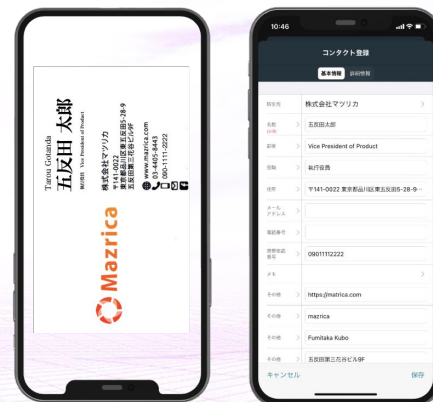 Tarou Gotanda
五反田 太郎
執行役員 Vice President of Product
株式会社マツリカ
〒141-0022
東京都品川区東五反田5-28-9
五反田第三花谷ビル9F
www.mazrica.com
03-4405-8443
090-1111-2222
Mazrica
10:46
コンタクト登録
基本情報 詳細情報
取引先 株式会社マツリカ
名前 五反田太郎
部署 Vice President of Product
役職 執行役員
住所 〒141-0022 東京都品川区東五反田5-28-9…
メール
アドレス
電話番号
携帯電話
番号 09011112222
メモ
その他 https://matrica.com
その他 mazrica
その他 Fumitaka Kubo
その他 五反田第三花谷ビル9F
キャンセル 保存